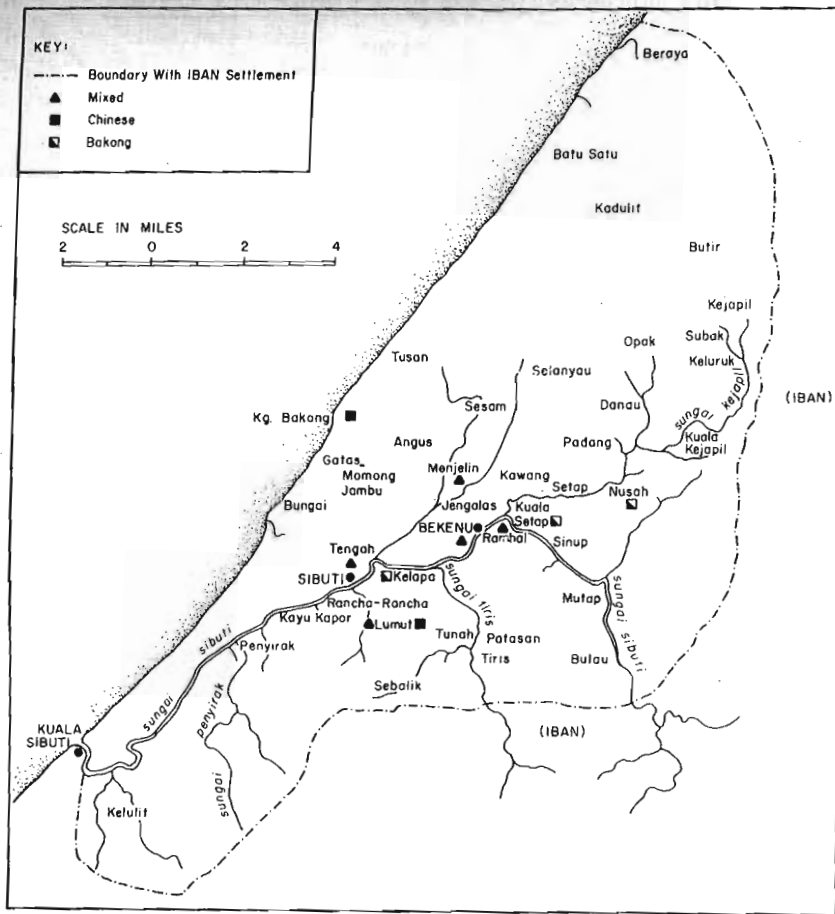 KEY:
Boundary With IBAN Settlement
Mixed
Chinese
Bakong
SCALE IN MILES
2 0 4
Beraya
Batu Satu
Kadulit
Butir
Kejapil
Subak
Keluruk
Opak
Tusan
Selanyau
(IBAN)
Danau
sungai kejapil
Sesam
Kg. Bakong
Kuala
Kejapil
Angus
Padang
Gatas
Momong
Jambu
Menjelin
Kawang
Setap
Nusah
Bungai
Jengalas
Kuala
Setap
BEKENU
Rambai
Sinup
Tengah
SIBUTI
Kelapa
sungai tiris
Rancha-Rancha
Mutap
sungai sibuti
Kayu Kapor
Lumut
sungai sibuti
Penyirak
Tunah
Patasan
Tiris
Bulau
Sebalik
sungai penyirak
KUALA
SIBUTI
(IBAN)
Kelulit